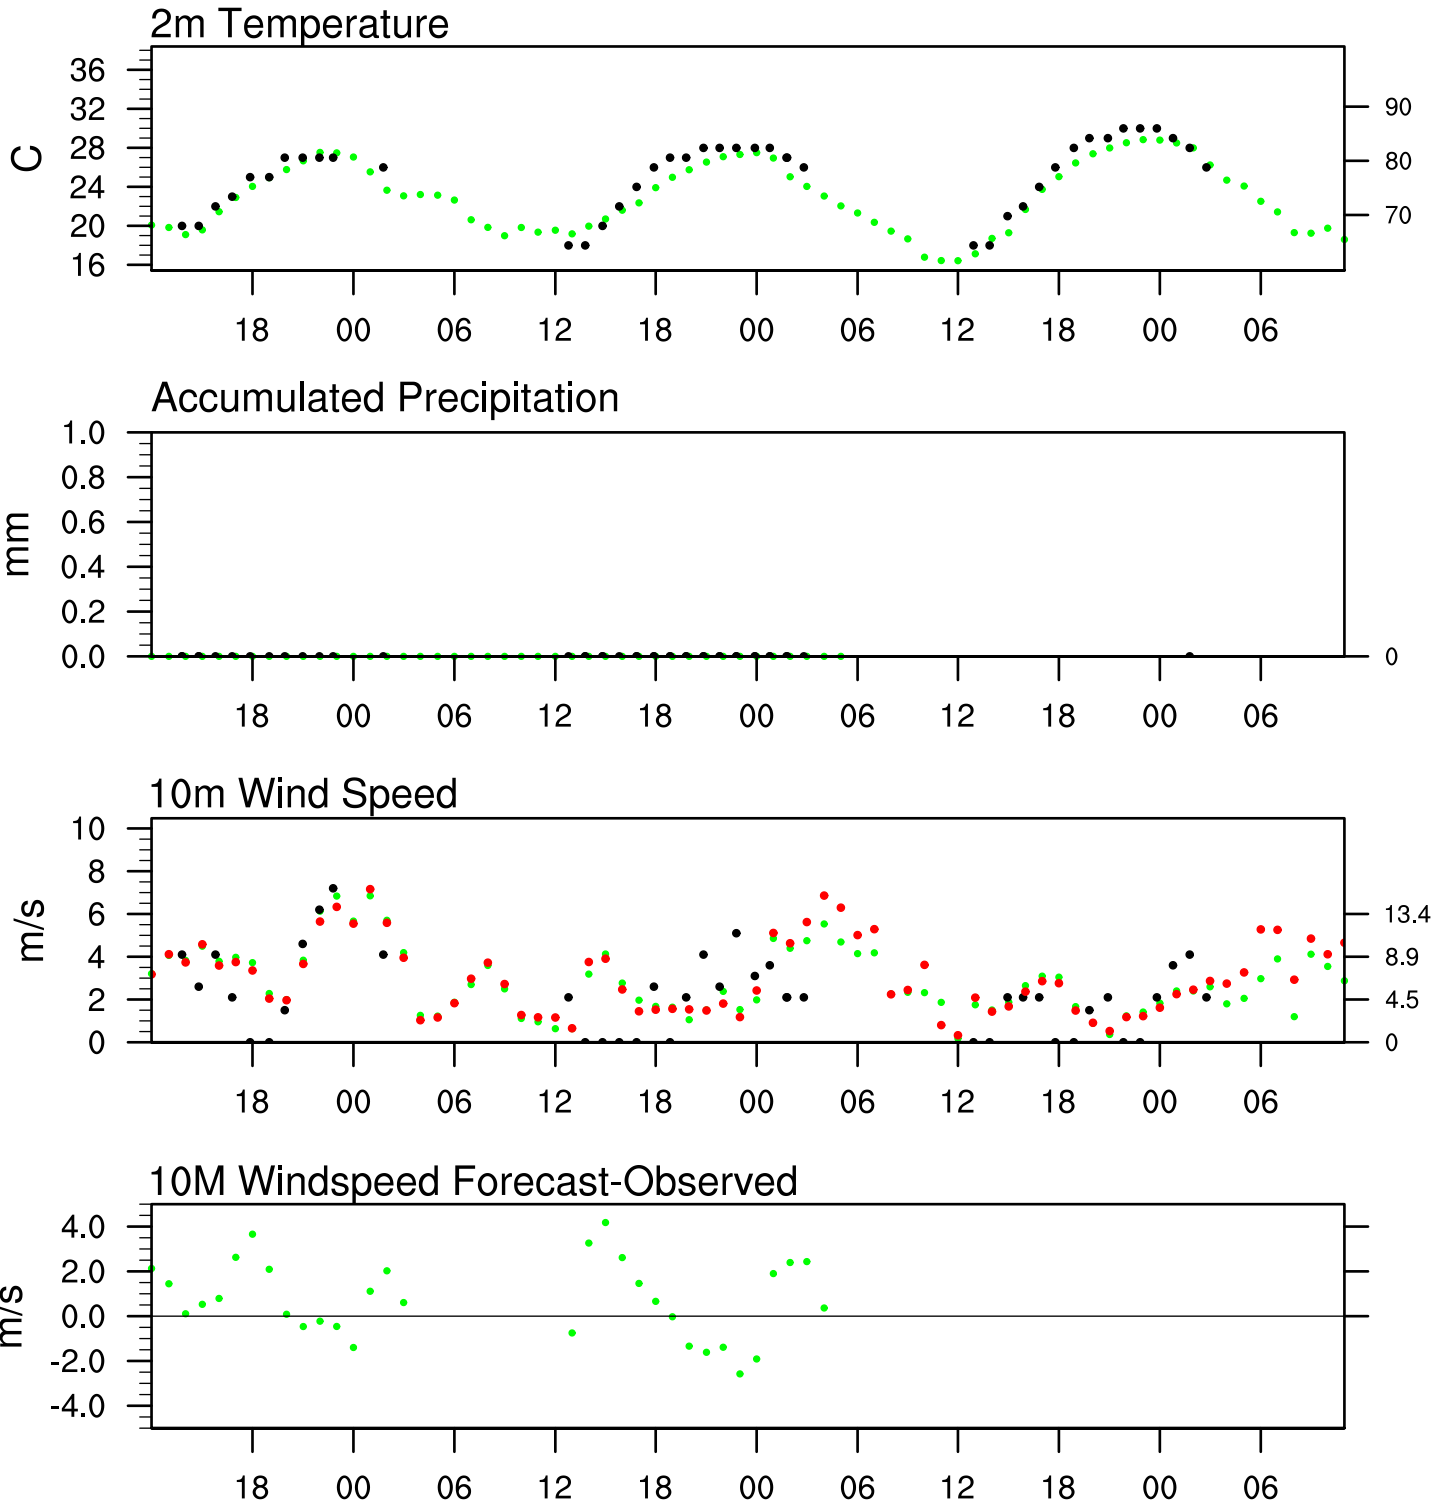 2m Temperature
36
32
28
24
20
16
C
90
80
70
18 00 06 12 18 00 06 12 18 00 06
Accumulated Precipitation
1.0
0.8
0.6
0.4
0.2
0.0
mm
0
18 00 06 12 18 00 06 12 18 00 06
10m Wind Speed
10
8
6
4
2
0
m/s
13.4
8.9
4.5
0
18 00 06 12 18 00 06 12 18 00 06
10M Windspeed Forecast-Observed
4.0
2.0
0.0
-2.0
-4.0
m/s
18 00 06 12 18 00 06 12 18 00 06